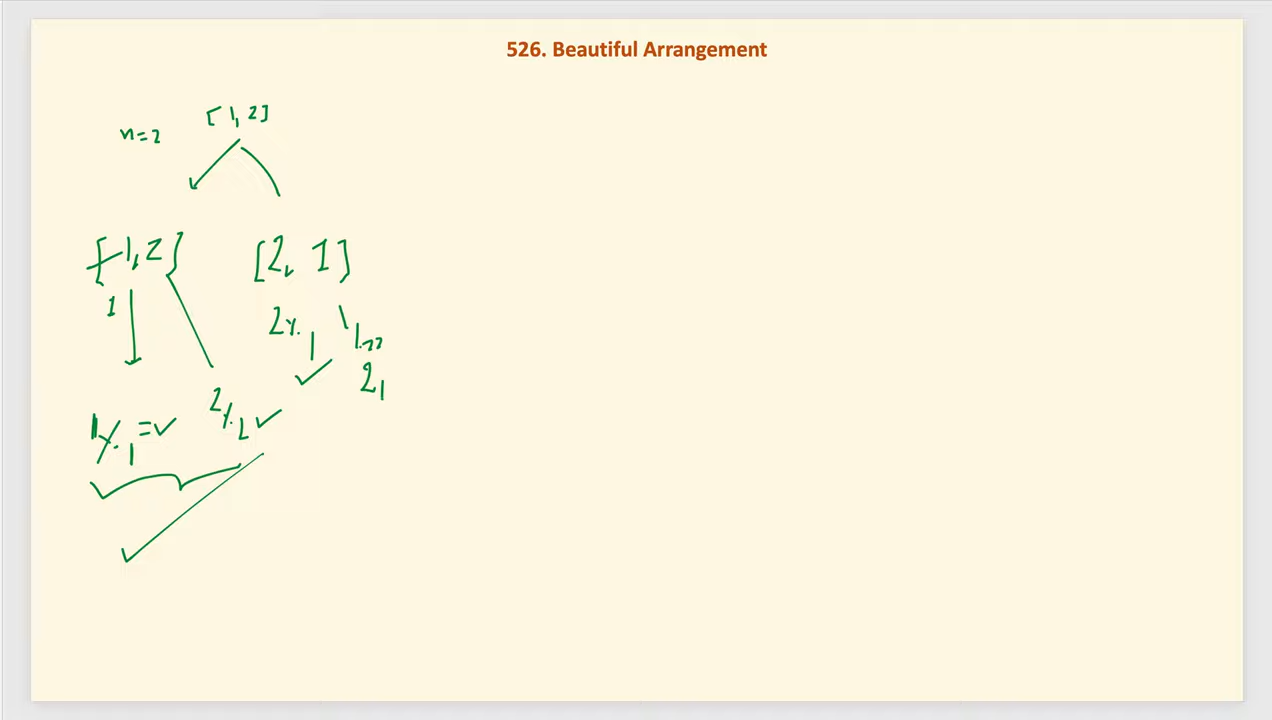 526. Beautiful Arrangement
[1, 2]
n=2
[1, 2} [2, 1]
1
2%1
2%2 ✓
1%1 = ✓